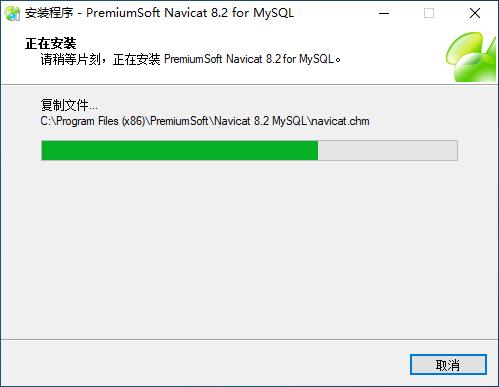 安装程序 - PremiumSoft Navicat 8.2 for MySQL
正在安装
请稍等片刻，正在安装 PremiumSoft Navicat 8.2 for MySQL。
复制文件...
C:\Program Files (x86)\PremiumSoft\Navicat 8.2 MySQL\navicat.chm
取消